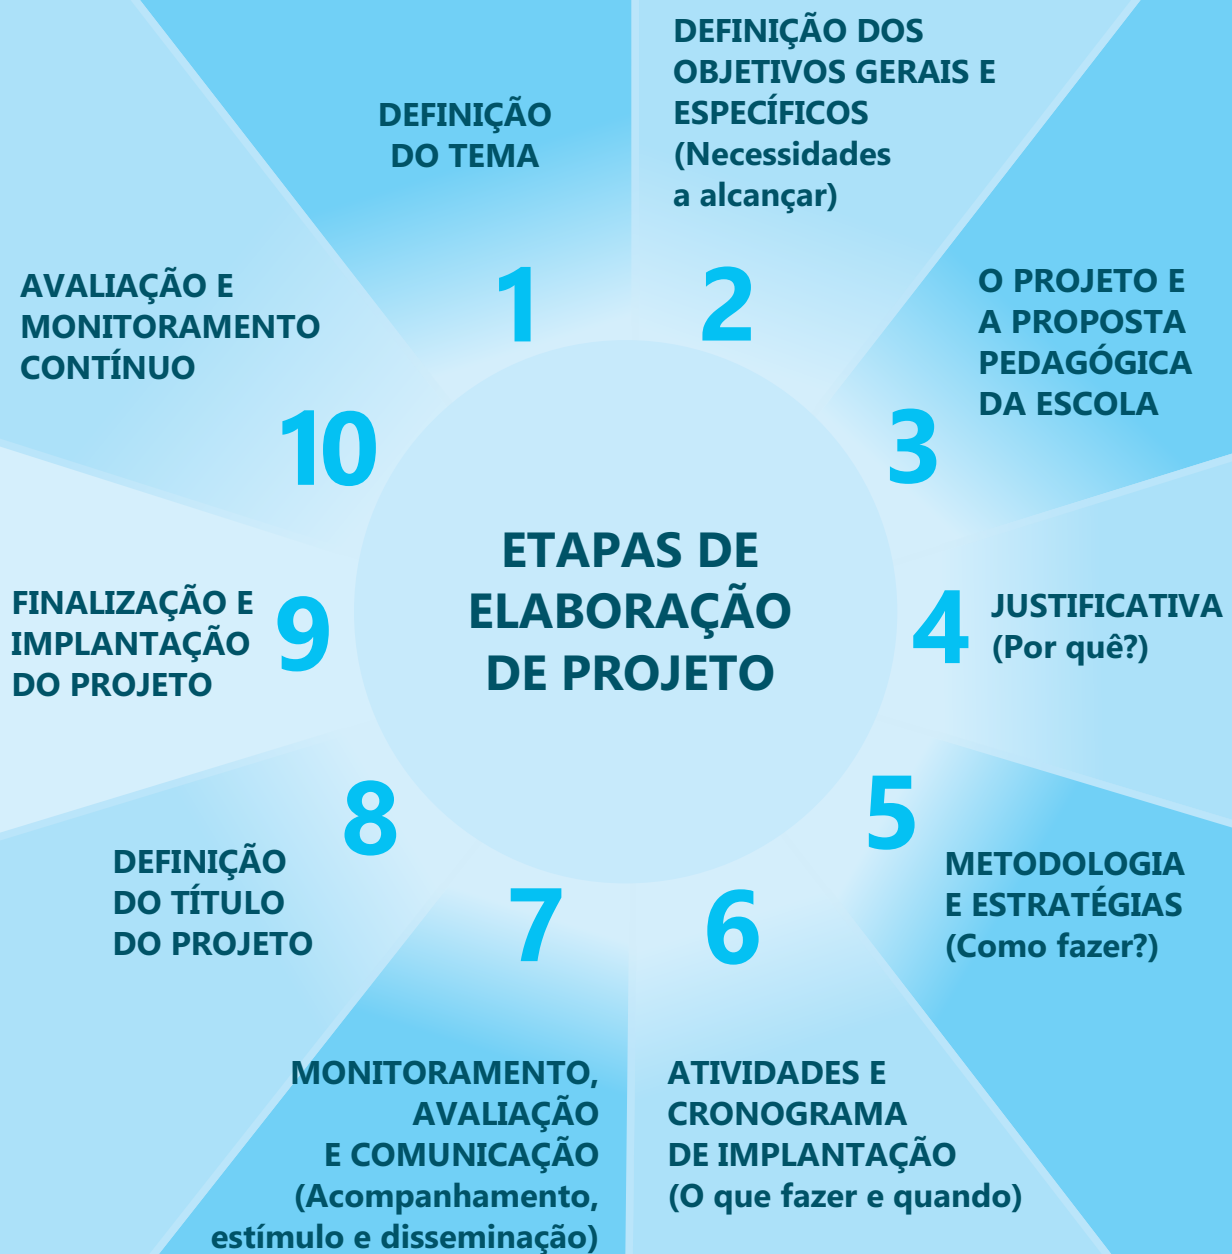 ETAPAS DE
ELABORAÇÃO
DE PROJETO
1
DEFINIÇÃO
DO TEMA
2
DEFINIÇÃO DOS
OBJETIVOS GERAIS E
ESPECÍFICOS
(Necessidades
a alcançar)
3
O PROJETO E
A PROPOSTA
PEDAGÓGICA
DA ESCOLA
4
JUSTIFICATIVA
(Por quê?)
5
METODOLOGIA
E ESTRATÉGIAS
(Como fazer?)
6
ATIVIDADES E
CRONOGRAMA
DE IMPLANTAÇÃO
(O que fazer e quando)
7
MONITORAMENTO,
AVALIAÇÃO
E COMUNICAÇÃO
(Acompanhamento,
estímulo e disseminação)
8
DEFINIÇÃO
DO TÍTULO
DO PROJETO
9
FINALIZAÇÃO E
IMPLANTAÇÃO
DO PROJETO
10
AVALIAÇÃO E
MONITORAMENTO
CONTÍNUO